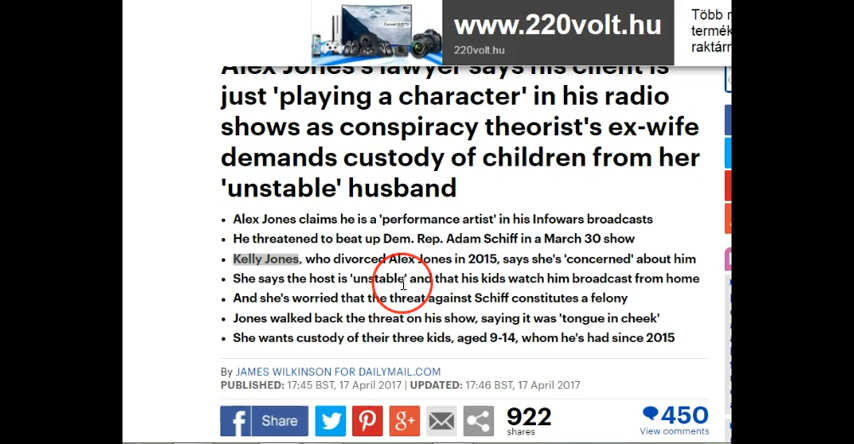 www.220volt.hu
220volt.hu
Több
termék
raktárr
Alex Jones's lawyer says his client is
just 'playing a character' in his radio
shows as conspiracy theorist's ex-wife
demands custody of children from her
'unstable' husband
• Alex Jones claims he is a 'performance artist' in his Infowars broadcasts
• He threatened to beat up Dem. Rep. Adam Schiff in a March 30 show
• Kelly Jones, who divorced Alex Jones in 2015, says she's 'concerned' about him
• She says the host is 'unstable' and that his kids watch him broadcast from home
• And she's worried that the threat against Schiff constitutes a felony
• Jones walked back the threat on his show, saying it was 'tongue in cheek'
• She wants custody of their three kids, aged 9-14, whom he's had since 2015
By JAMES WILKINSON FOR DAILYMAIL.COM
PUBLISHED: 17:45 BST, 17 April 2017 | UPDATED: 17:46 BST, 17 April 2017
f Share
922
shares
450
View comments